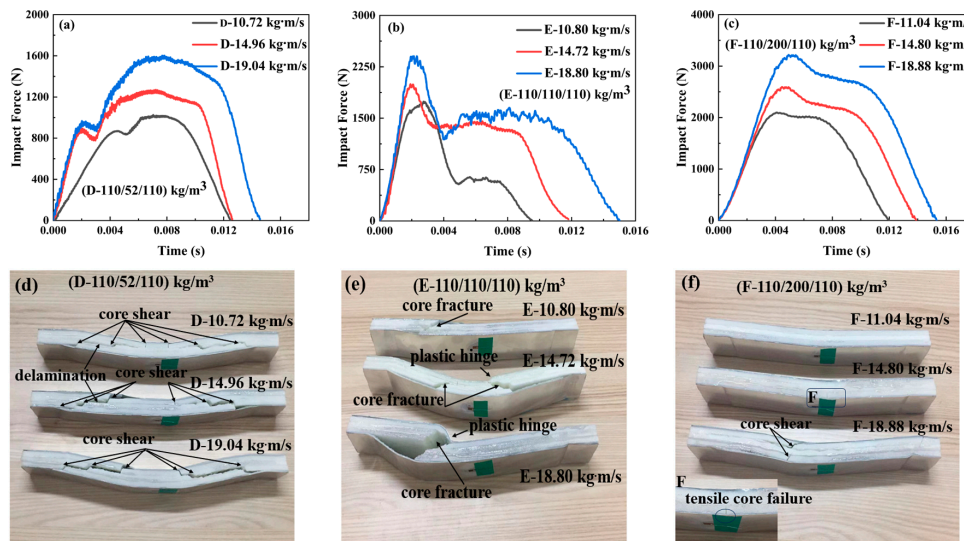 (a)
D-10.72 kg·m/s
D-14.96 kg·m/s
D-19.04 kg·m/s
(D-110/52/110) kg/m³
Impact Force (N)
2000
1600
1200
800
400
0
0.000 0.004 0.008 0.012 0.016
Time (s)
(b)
E-10.80 kg·m/s
E-14.72 kg·m/s
E-18.80 kg·m/s
(E-110/110/110) kg/m³
Impact Force (N)
3000
2250
1500
750
0
0.000 0.004 0.008 0.012 0.016
Time (s)
(c)
F-11.04 kg·m/s
(F-110/200/110) kg/m³
F-14.80 kg·m/s
F-18.88 kg·m/s
Impact Force (N)
4000
3000
2000
1000
0
0.000 0.004 0.008 0.012 0.016
Time (s)
(d)
(D-110/52/110) kg/m³
core shear
D-10.72 kg·m/s
delamination
core shear
D-14.96 kg·m/s
core shear
D-19.04 kg·m/s
(e)
(E-110/110/110) kg/m³
core fracture
E-10.80 kg·m/s
plastic hinge
E-14.72 kg·m/s
core fracture
plastic hinge
core fracture
E-18.80 kg·m/s
(f)
(F-110/200/110) kg/m³
F-11.04 kg·m/s
F-14.80 kg·m/s
F
core shear
F-18.88 kg·m/s
F
tensile core failure